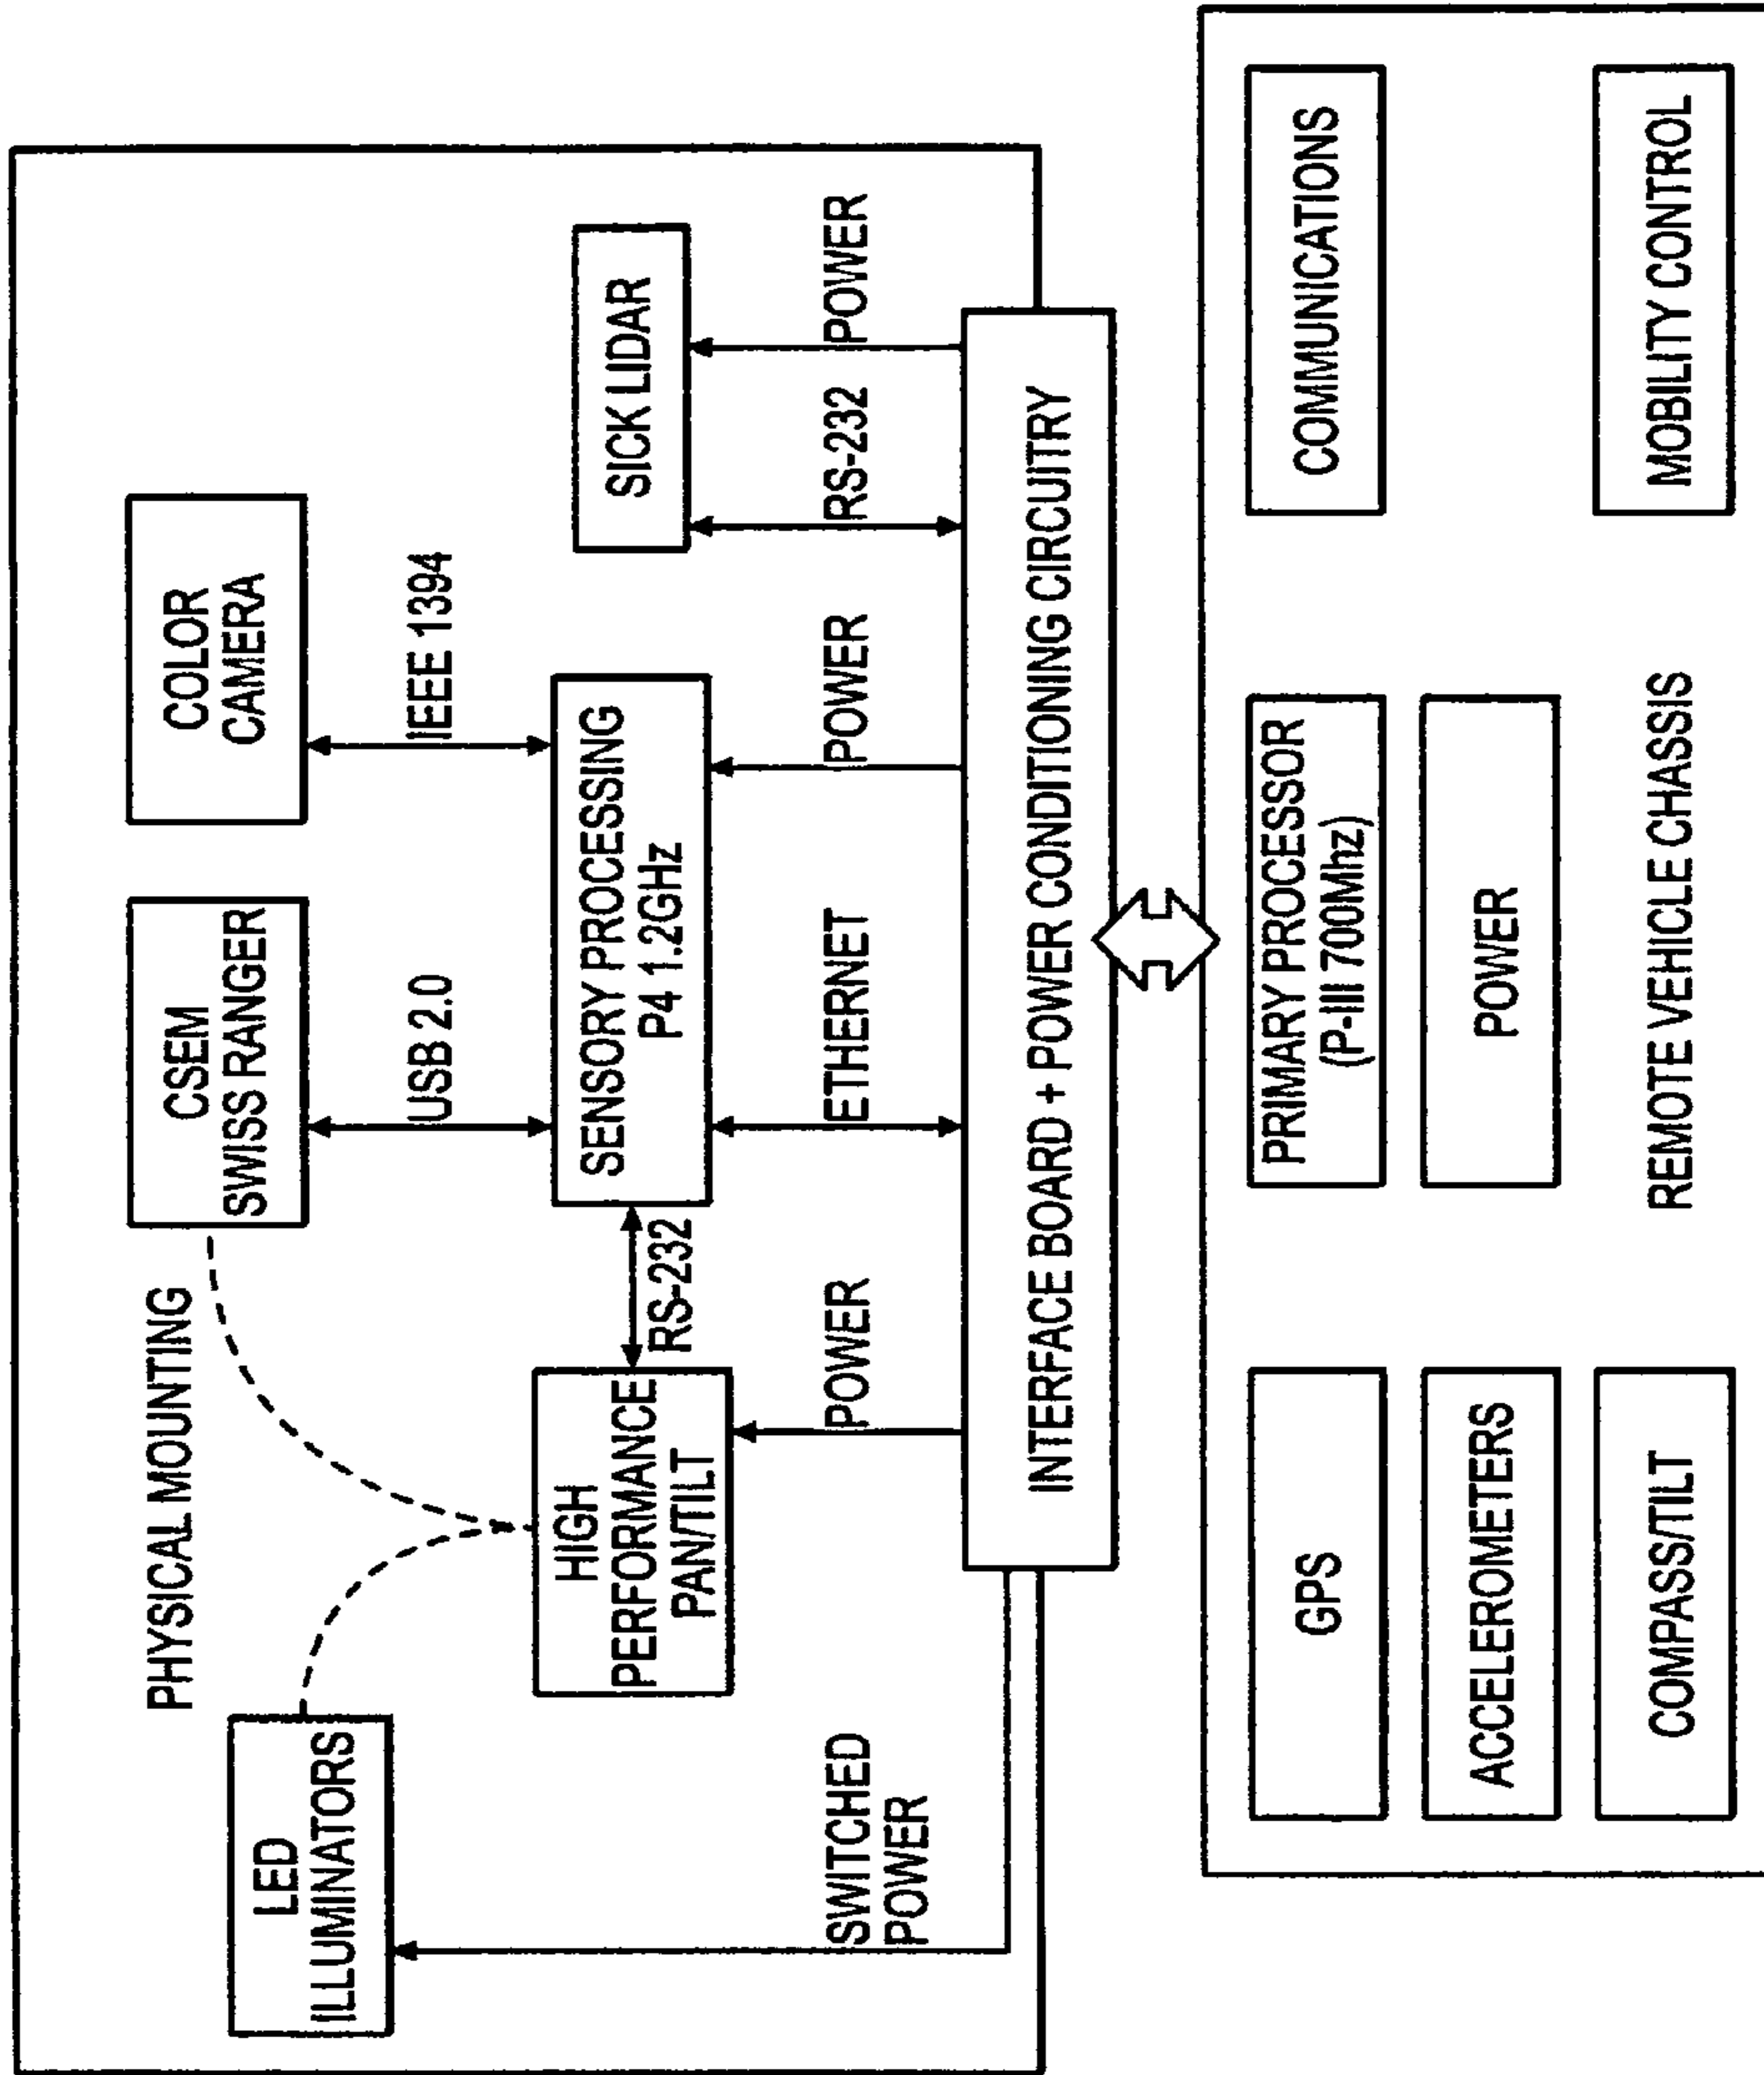 PHYSICAL MOUNTING
LED
ILLUMINATORS
CSEM
SWISS RANGER
COLOR
CAMERA
USB 2.0
IEEE 1394
HIGH
PERFORMANCE
PAN/TILT
RS-232
SENSORY PROCESSING
P4 1.2GHz
SICK LIDAR
SWITCHED
POWER
POWER
ETHERNET
POWER
RS-232
POWER
INTERFACE BOARD + POWER CONDITIONING CIRCUITRY
GPS
ACCELEROMETERS
COMPASS/TILT
PRIMARY PROCESSOR
(P-III 700Mhz)
POWER
REMOTE VEHICLE CHASSIS
COMMUNICATIONS
MOBILITY CONTROL